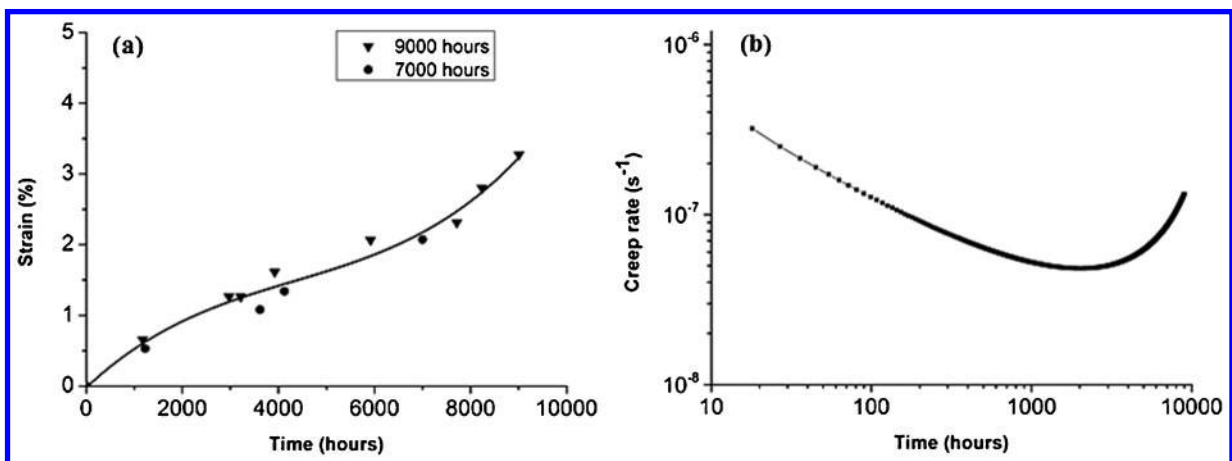 (a)
9000 hours
7000 hours
5
4
3
2
1
0
Strain (%)
0 2000 4000 6000 8000 10000
Time (hours)
(b)
10⁻⁶
10⁻⁷
10⁻⁸
Creep rate (s⁻¹)
10 100 1000 10000
Time (hours)